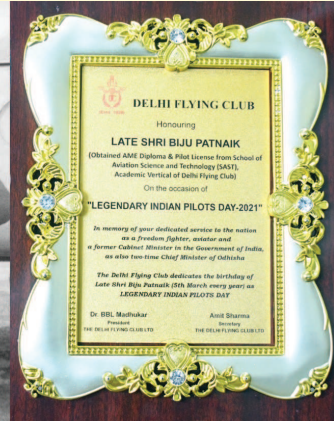 DELHI FLYING CLUB
Honouring
LATE SHRI BIJU PATNAIK
(Obtained AME Diploma & Pilot License from School of
Aviation Science and Technology (SAST),
Academic Vertical of Delhi Flying Club)
On the occasion of
"LEGENDARY INDIAN PILOTS DAY-2021"
In memory of your dedicated service to the nation
as a freedom fighter, aviator and
a former Cabinet Minister in the Government of India,
as also two-time Chief Minister of Odhisha
The Delhi Flying Club dedicates the birthday of
Late Shri Biju Patnaik (5th March every year) as
LEGENDARY INDIAN PILOTS DAY
Dr. BBL Madhukar Amit Sharma
President Secretary
THE DELHI FLYING CLUB LTD THE DELHI FLYING CLUB LTD